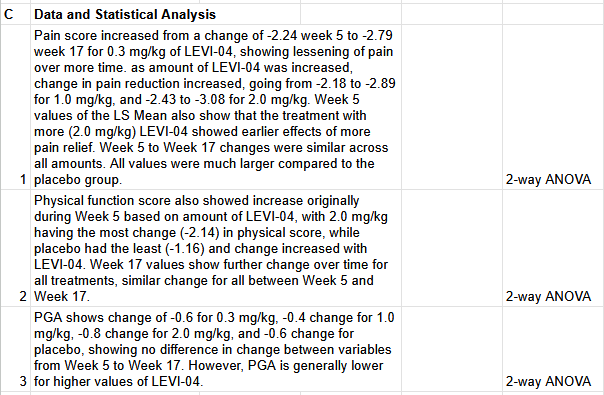 C Data and Statistical Analysis
Pain score increased from a change of -2.24 week 5 to -2.79
week 17 for 0.3 mg/kg of LEVI-04, showing lessening of pain
over more time. as amount of LEVI-04 was increased,
change in pain reduction increased, going from -2.18 to -2.89
for 1.0 mg/kg, and -2.43 to -3.08 for 2.0 mg/kg. Week 5
values of the LS Mean also show that the treatment with
more (2.0 mg/kg) LEVI-04 showed earlier effects of more
pain relief. Week 5 to Week 17 changes were similar across
all amounts. All values were much larger compared to the
1 placebo group. 2-way ANOVA
Physical function score also showed increase originally
during Week 5 based on amount of LEVI-04, with 2.0 mg/kg
having the most change (-2.14) in physical score, while
placebo had the least (-1.16) and change increased with
LEVI-04. Week 17 values show further change over time for
all treatments, similar change for all between Week 5 and
2 Week 17. 2-way ANOVA
PGA shows change of -0.6 for 0.3 mg/kg, -0.4 change for 1.0
mg/kg, -0.8 change for 2.0 mg/kg, and -0.6 change for
placebo, showing no difference in change between variables
from Week 5 to Week 17. However, PGA is generally lower
3 for higher values of LEVI-04. 2-way ANOVA